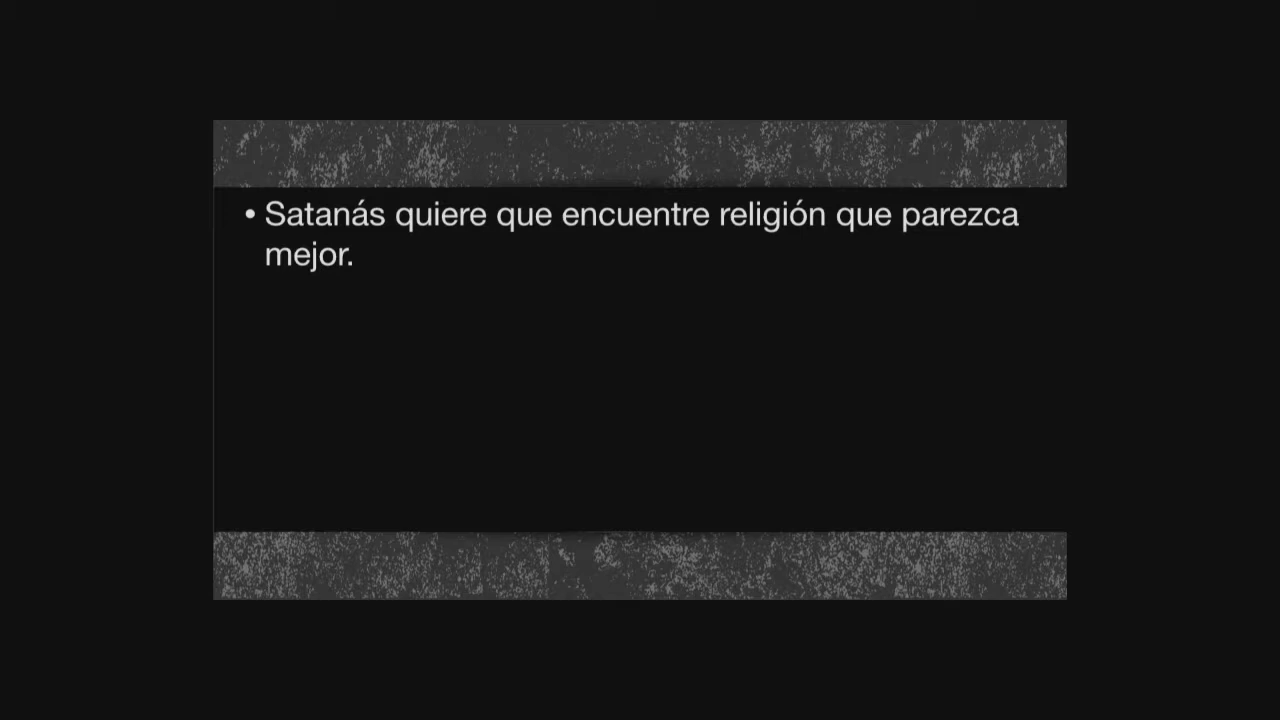 • Satanás quiere que encuentre religión que parezca
mejor.